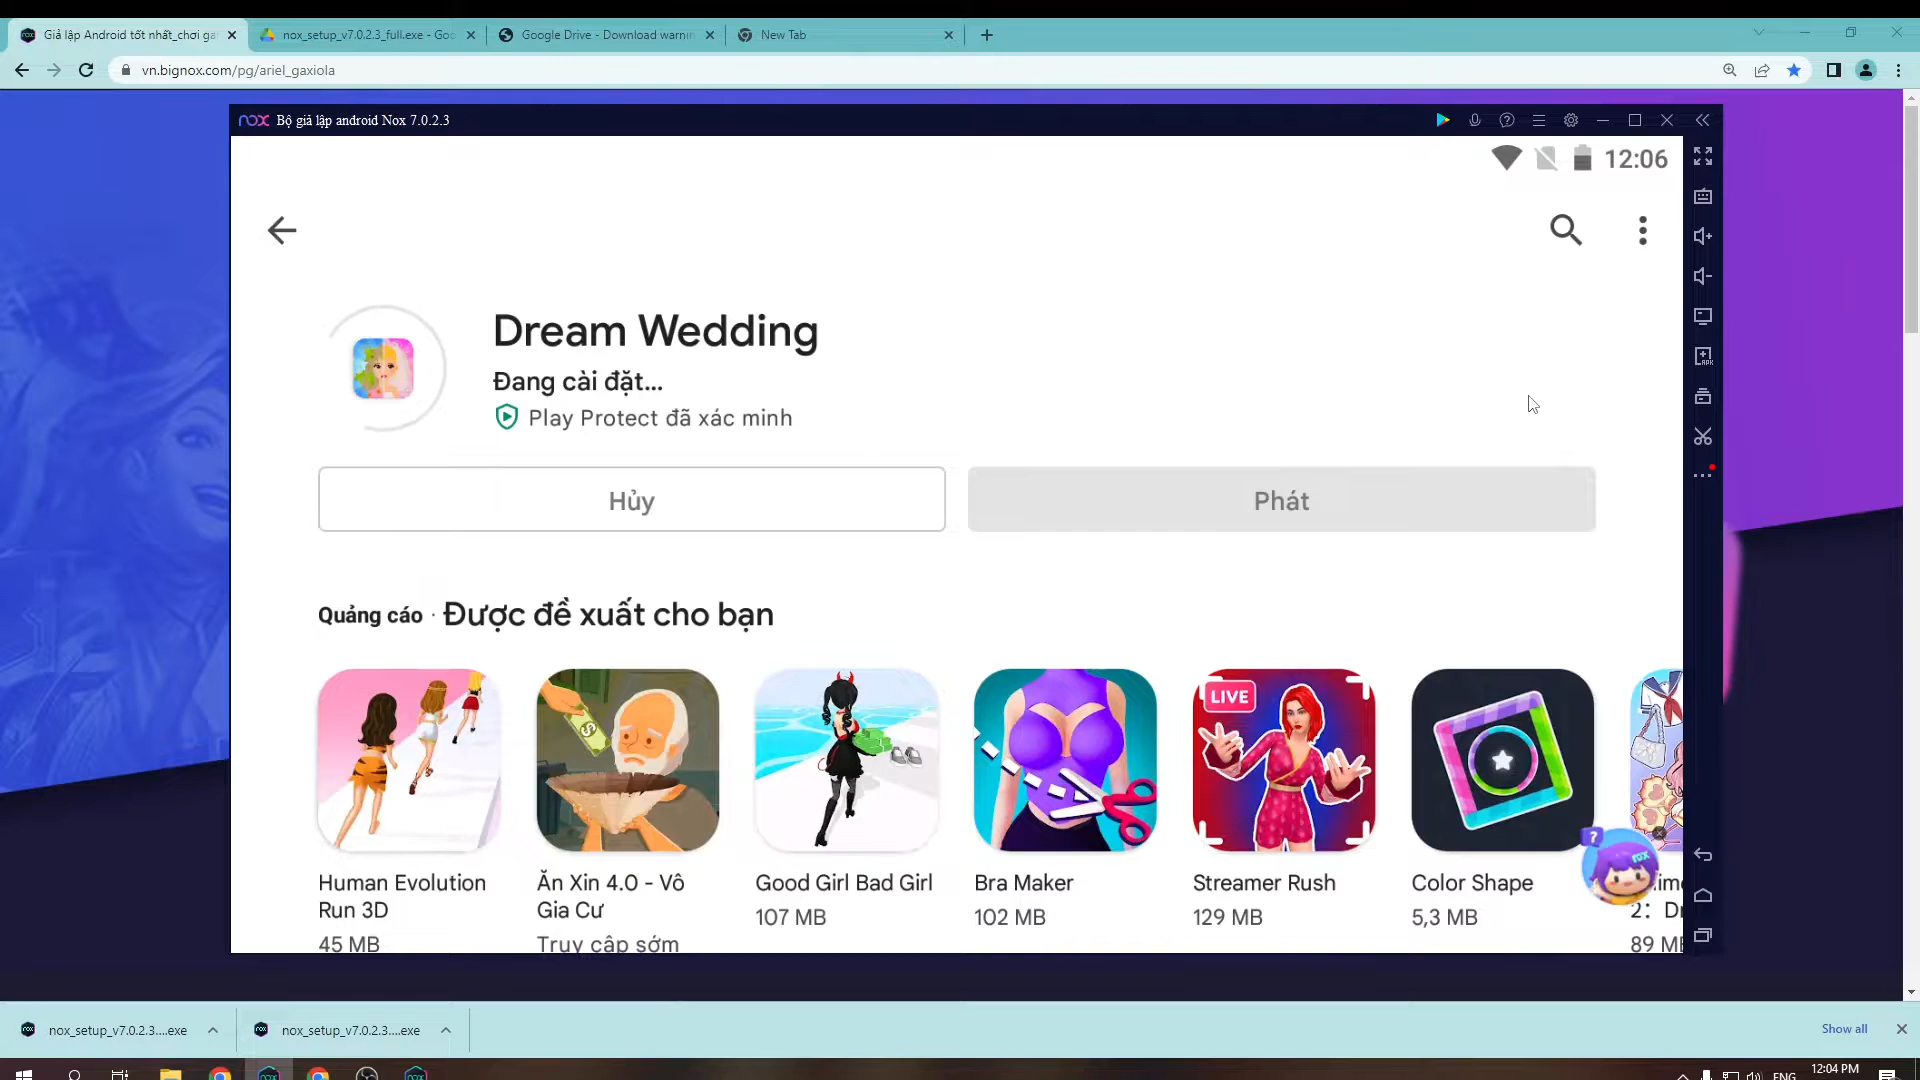 Giả lập Android tốt nhất_chơi ga
nox_setup_v7.0.2.3_full.exe - Goo
Google Drive - Download warnin
New Tab
vn.bignox.com/pg/ariel_gaxiola
nox Bộ giả lập android Nox 7.0.2.3
12:06
Dream Wedding
Đang cài đặt...
Play Protect đã xác minh
Hủy
Phát
Quảng cáo · Được đề xuất cho bạn
LIVE
Human Evolution
Run 3D
45 MB
Ăn Xin 4.0 - Vô
Gia Cư
Truy cập sớm
Good Girl Bad Girl
107 MB
Bra Maker
102 MB
Streamer Rush
129 MB
Color Shape
5,3 MB
2:
89 MB
nox_setup_v7.0.2.3....exe
nox_setup_v7.0.2.3....exe
Show all
ENG
12:04 PM